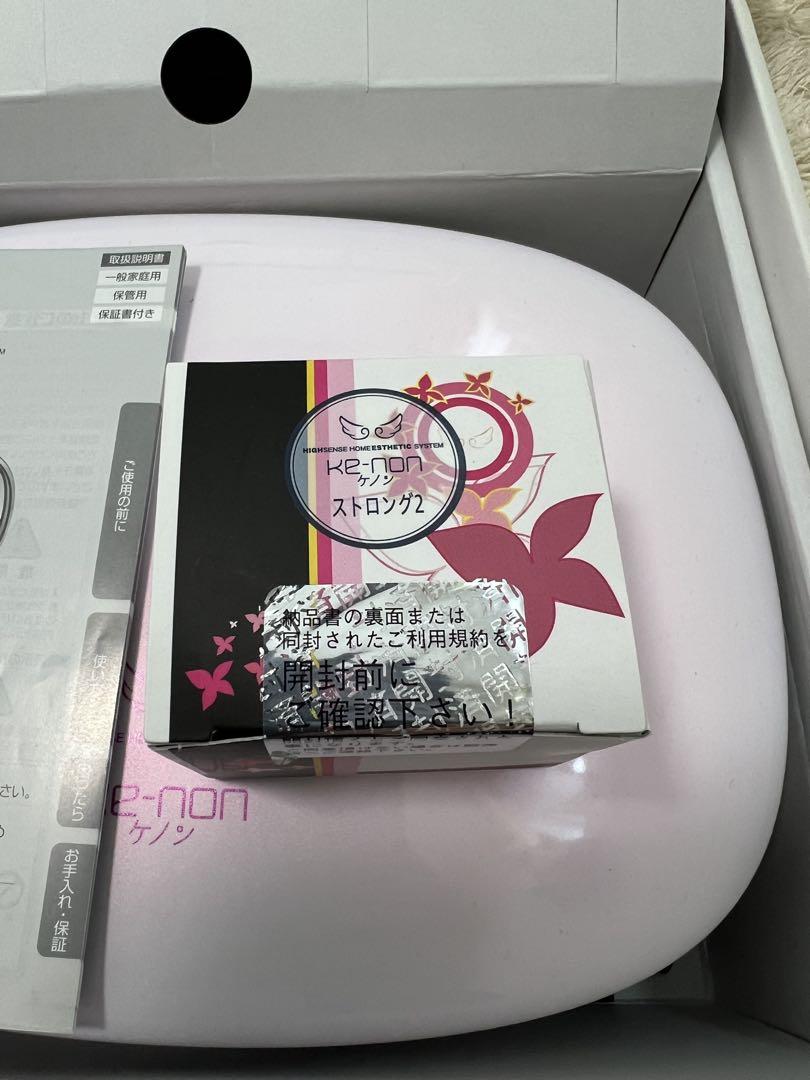 取扱説明書
一般家庭用
保管用
保証書付き
ご使用の前に
お手入れ・保証
さい。
HIGHSENSE HOME ESTHETIC SYSTEM
Ke-non
ケノン
ストロング2
納品書の裏面または
同封されたご利用規約を
開封前に
ご確認下さい!
e-non
ケノン